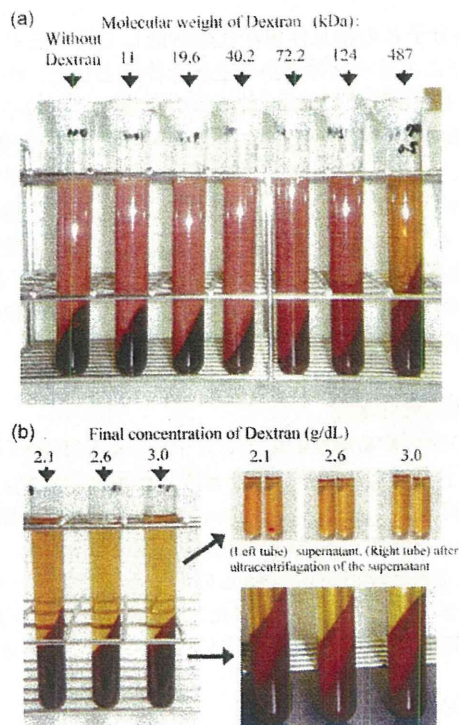 (a)
Molecular weight of Dextran (kDa):
Without Dextran 11 19.6 40.2 72.2 124 487
(b)
Final concentration of Dextran (g/dL)
2.1 2.6 3.0
2.1 2.6 3.0
(Left tube) supernatant, (Right tube) after
ultracentrifagation of the supernatant